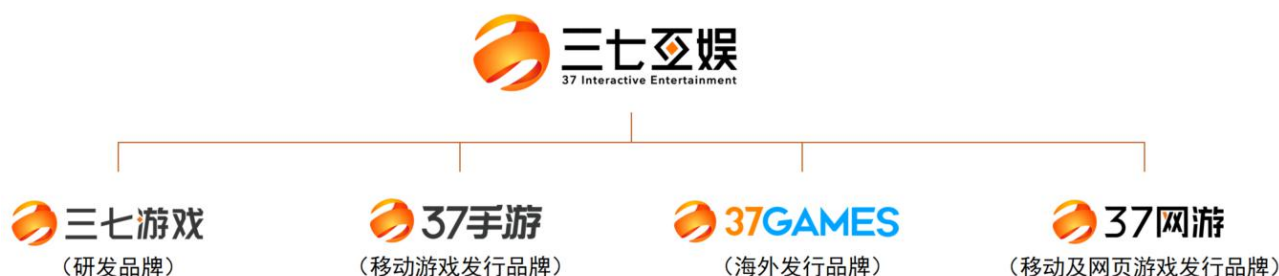 三七互娱
37 Interactive Entertainment
三七游戏
（研发品牌）
37手游
（移动游戏发行品牌）
37GAMES
（海外发行品牌）
37网游
（移动及网页游戏发行品牌）